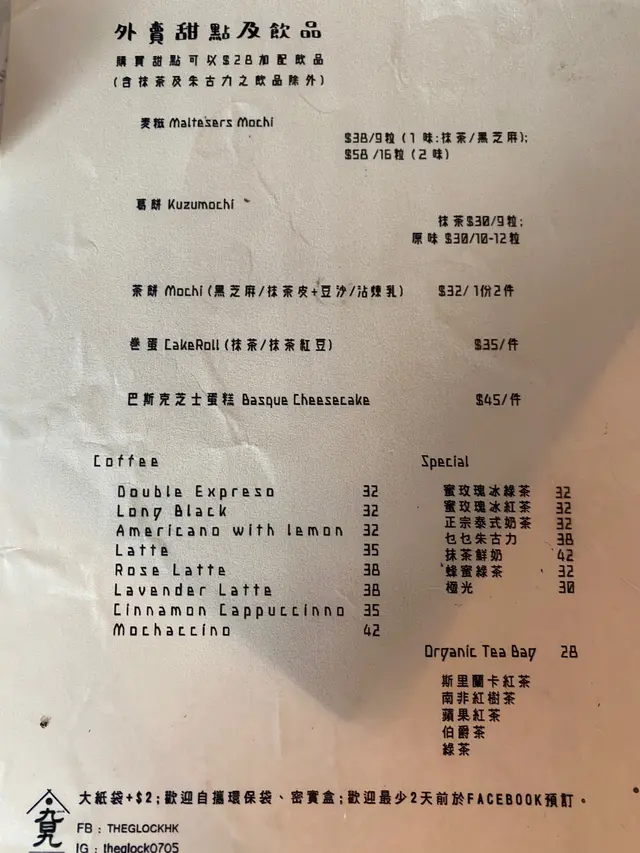 外賣甜點及飲品
購買甜點可以$28加配飲品
(含抹茶及朱古力之飲品除外)
麦糍 Maltesers Mochi
$38/9粒 (1 味:抹茶/黑芝麻);
$58 /16粒 (2 味)
葛餅 Kuzumochi
抹茶$30/9粒;
原味 $30/10-12粒
茶餅 Mochi (黑芝麻/抹茶皮+豆沙/沾煉乳) $32/ 1份2件
卷蛋 CakeRoll (抹茶/抹茶紅豆) $35/件
巴斯克芝士蛋糕 Basque Cheesecake $45/件
Coffee
Double Expreso 32
Long Black 32
Americano with lemon 32
Latte 35
Rose Latte 38
Lavender Latte 38
Cinnamon Cappuccinno 35
Mochaccino 42
Special
蜜玫瑰冰綠茶 32
蜜玫瑰冰紅茶 32
正宗泰式奶茶 32
乜乜朱古力 38
抹茶鮮奶 42
蜂蜜綠茶 32
極光 30
Organic Tea Bag 28
斯里蘭卡紅茶
南非紅樹茶
蘋果紅茶
伯爵茶
綠茶
大紙袋+$2;歡迎自攜環保袋、密實盒;歡迎最少2天前於FACEBOOK預訂。
FB : THEGLOCKHK
IG : theglock0705